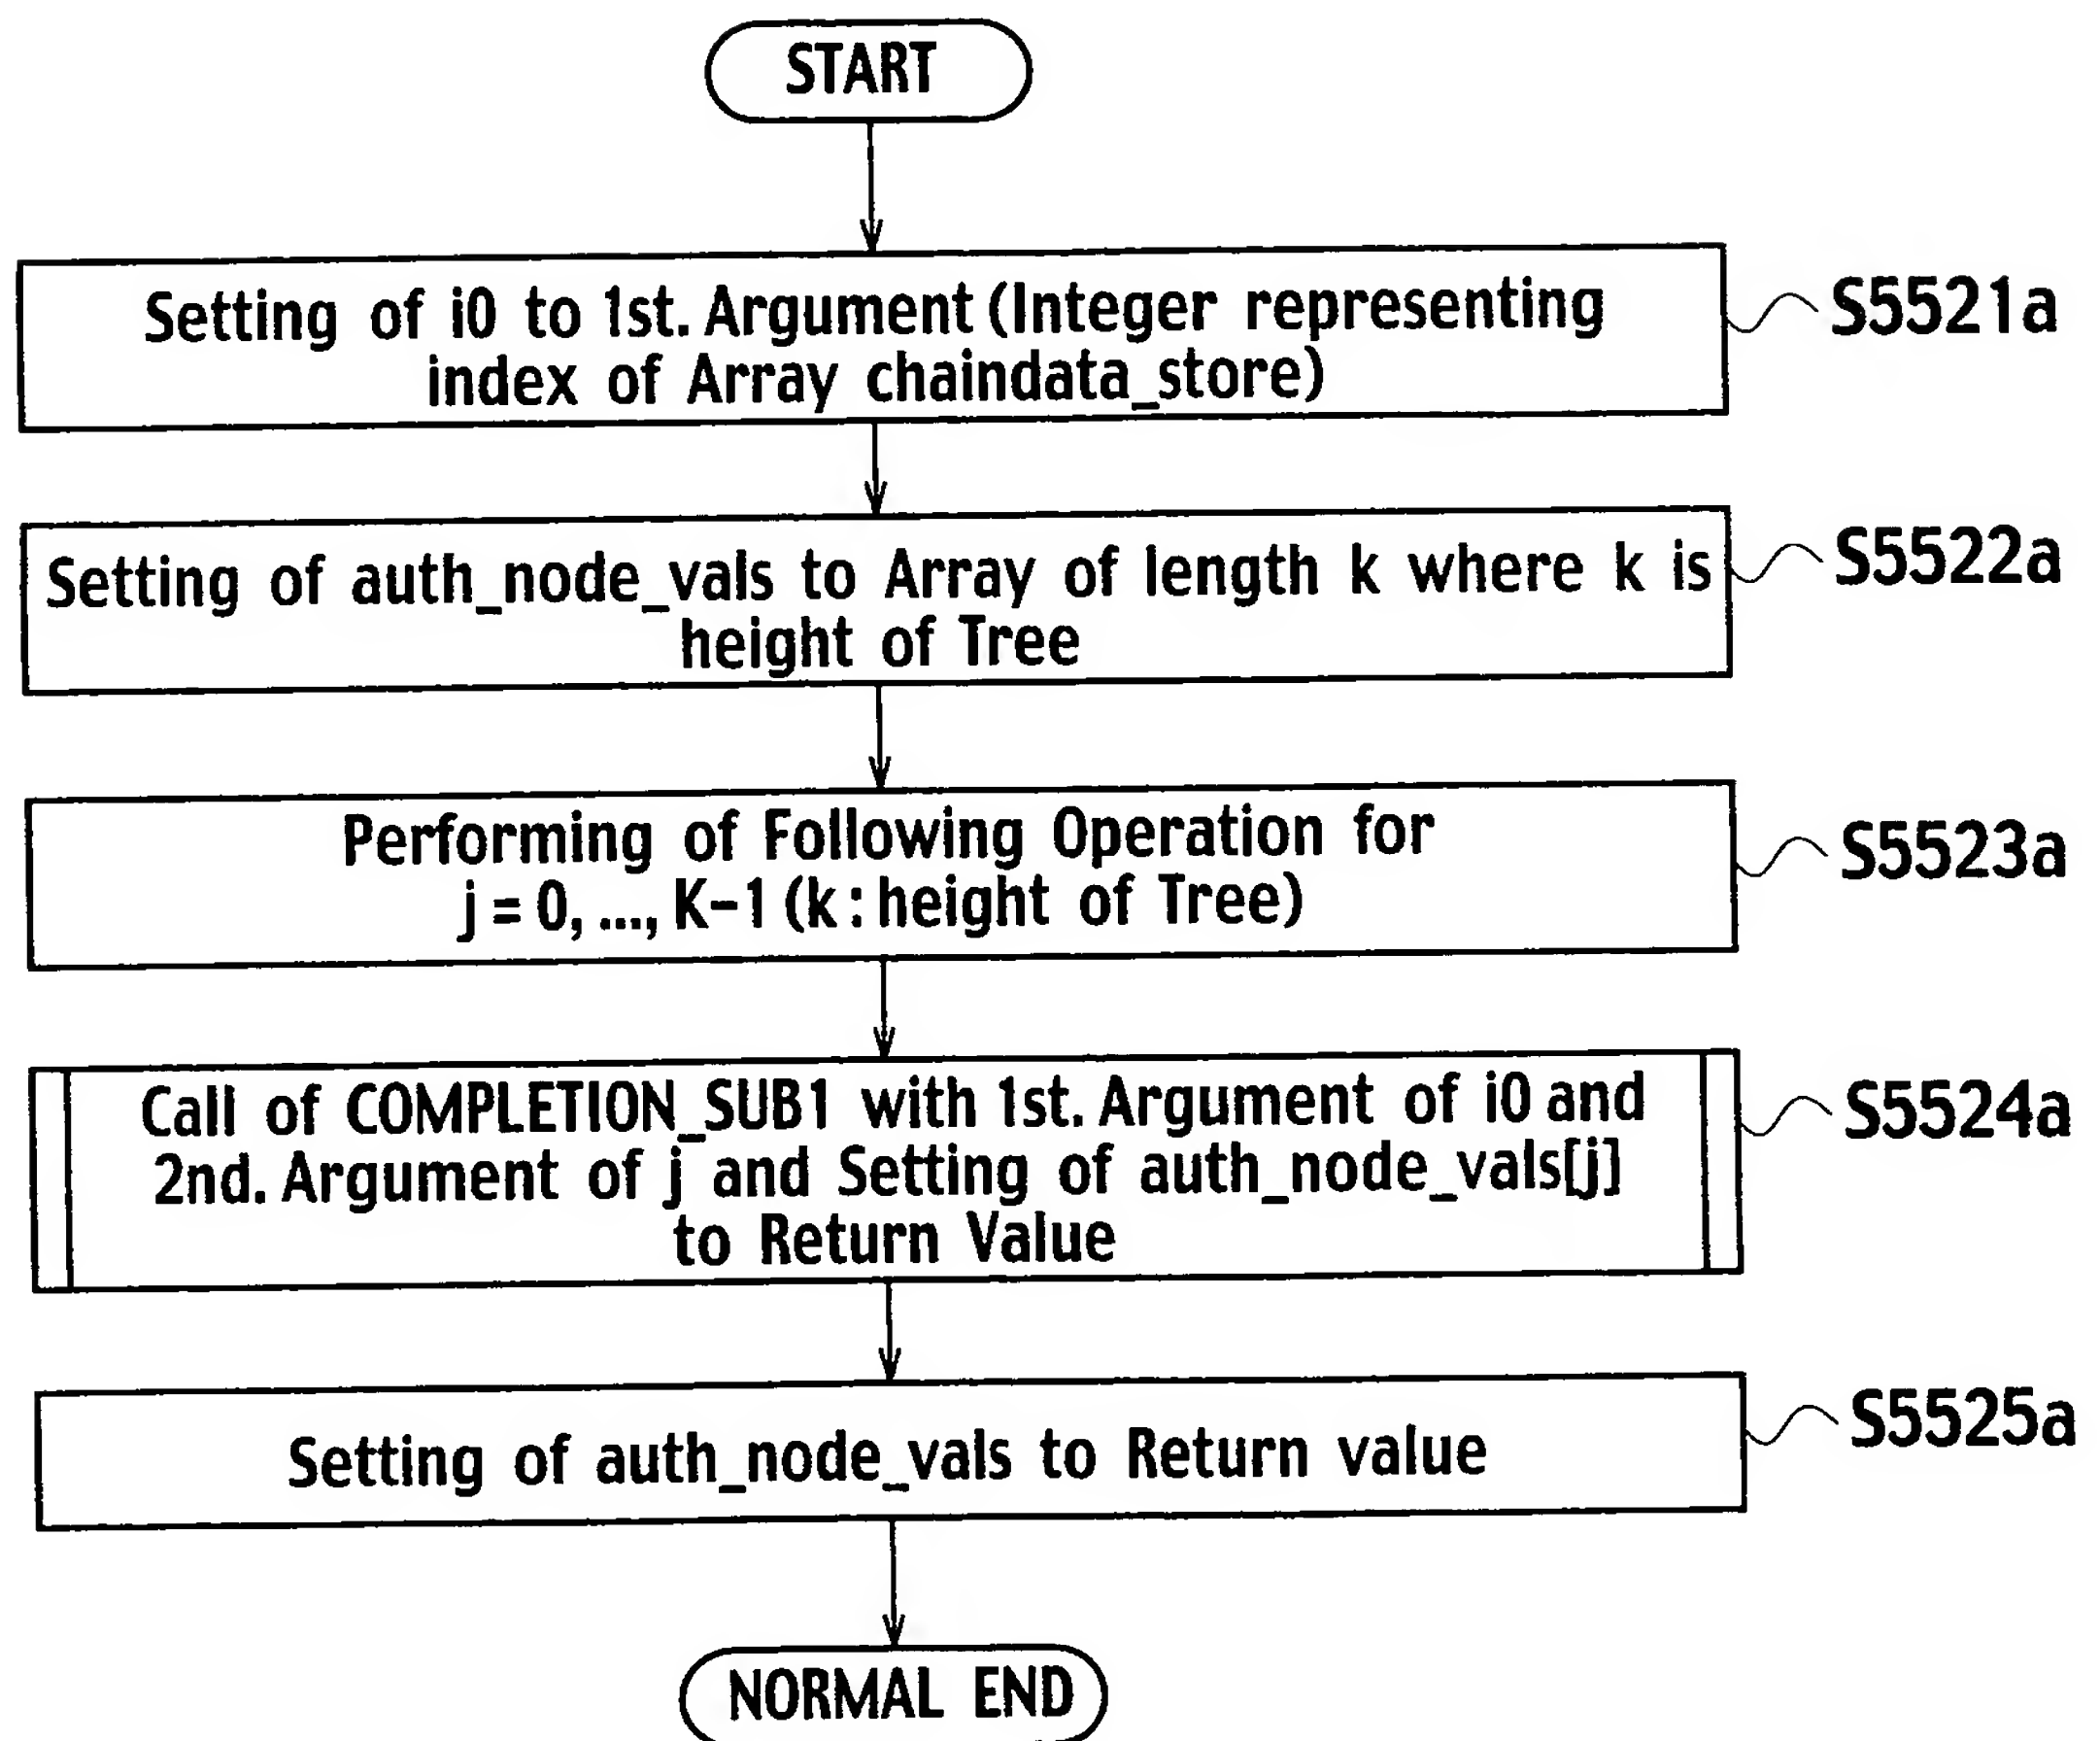 START
Setting of i0 to 1st. Argument (Integer representing
index of Array chaindata_store)
S5521a
Setting of auth_node_vals to Array of length k where k is
height of Tree
S5522a
Performing of Following Operation for
j = 0, ..., K-1 (k : height of Tree)
S5523a
Call of COMPLETION_SUB1 with 1st. Argument of i0 and
2nd. Argument of j and Setting of auth_node_vals[j]
to Return Value
S5524a
Setting of auth_node_vals to Return value
S5525a
NORMAL END